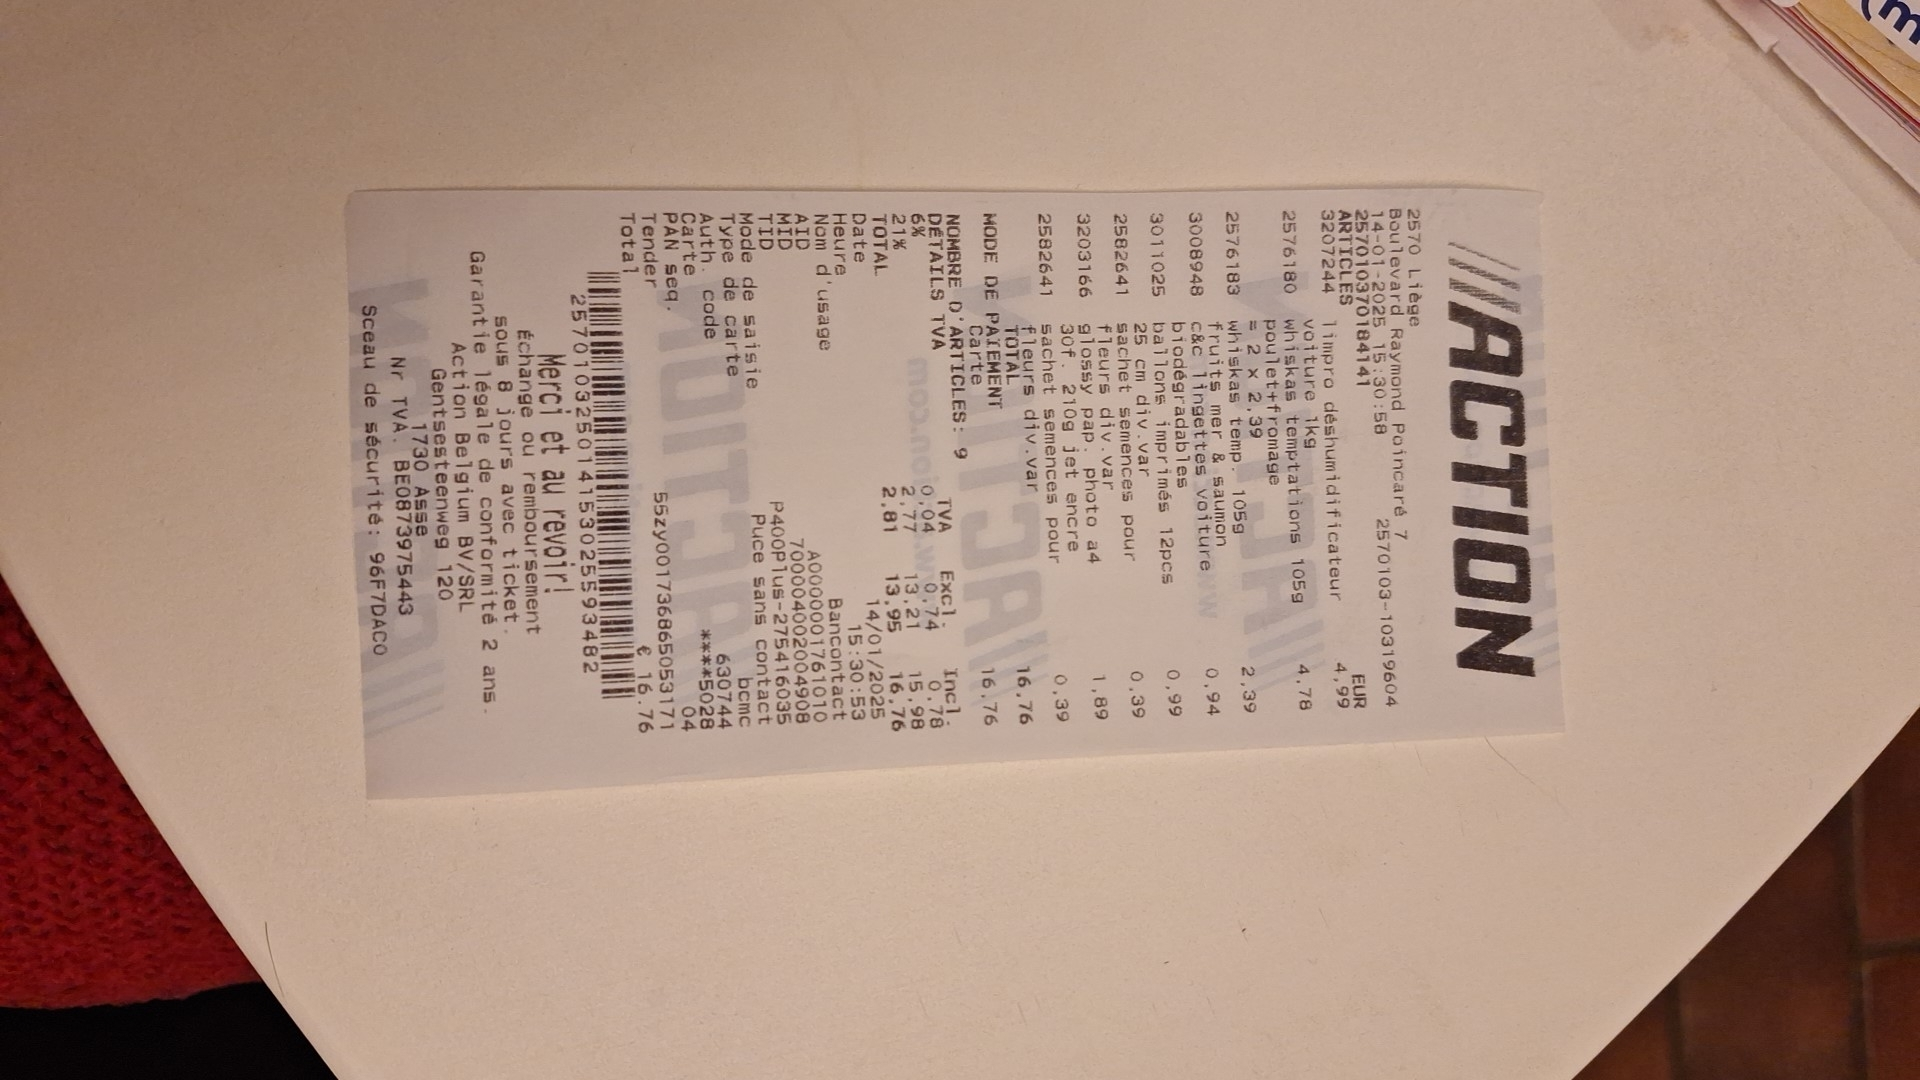 ACTION
2570 Liège
Boulevard Raymond Poincaré 7
14-01-2025 15:30:58 2570103-10319604
2570103701841​41
ARTICLES EUR
3207244 limpro déshumidificateur 4,99
voiture 1kg
2576180 whiskas temptations 105g 4,78
poulet+fromage
= 2 x 2,39
2576183 whiskas temp. 105g 2,39
fruits mer & saumon
3008948 c&c lingettes voiture 0,94
biodégradables
3011025 ballons imprimés 12pcs 0,99
25 cm div.var
2582641 sachet semences pour 0,39
fleurs div.var
3203166 glossy pap. photo a4 1,89
30f. 210g jet encre
2582641 sachet semences pour 0,39
fleurs div.var
TOTAL 16,76
MODE DE PAIEMENT
Carte 16,76
NOMBRE D'ARTICLES: 9
DÉTAILS TVA TVA Excl. Incl.
6% 0,04 0,74 0,78
21% 2,77 13,21 15,98
TOTAL 2,81 13,95 16,76
Date 14/01/2025
Heure 15:30:53
Nom d'usage Bancontact
AID A0000000​1761010
MID 70000400​2004908
TID P400Plus-275416035
Mode de saisie Puce sans contact
Type de carte bcmc
Auth. code 630744
Carte ****5028
PAN seq. 04
Tender 55zy0017368650531​71
Total € 16.76
25701032501415302559​3482
Merci et au revoir!
Échange ou remboursement
sous 8 jours avec ticket.
Garantie légale de conformité 2 ans.
Action Belgium BV/SRL
Gentsesteenweg 120
1730 Asse
Nr TVA. BE0873975443
Sceau de sécurité: 96F7DAC0